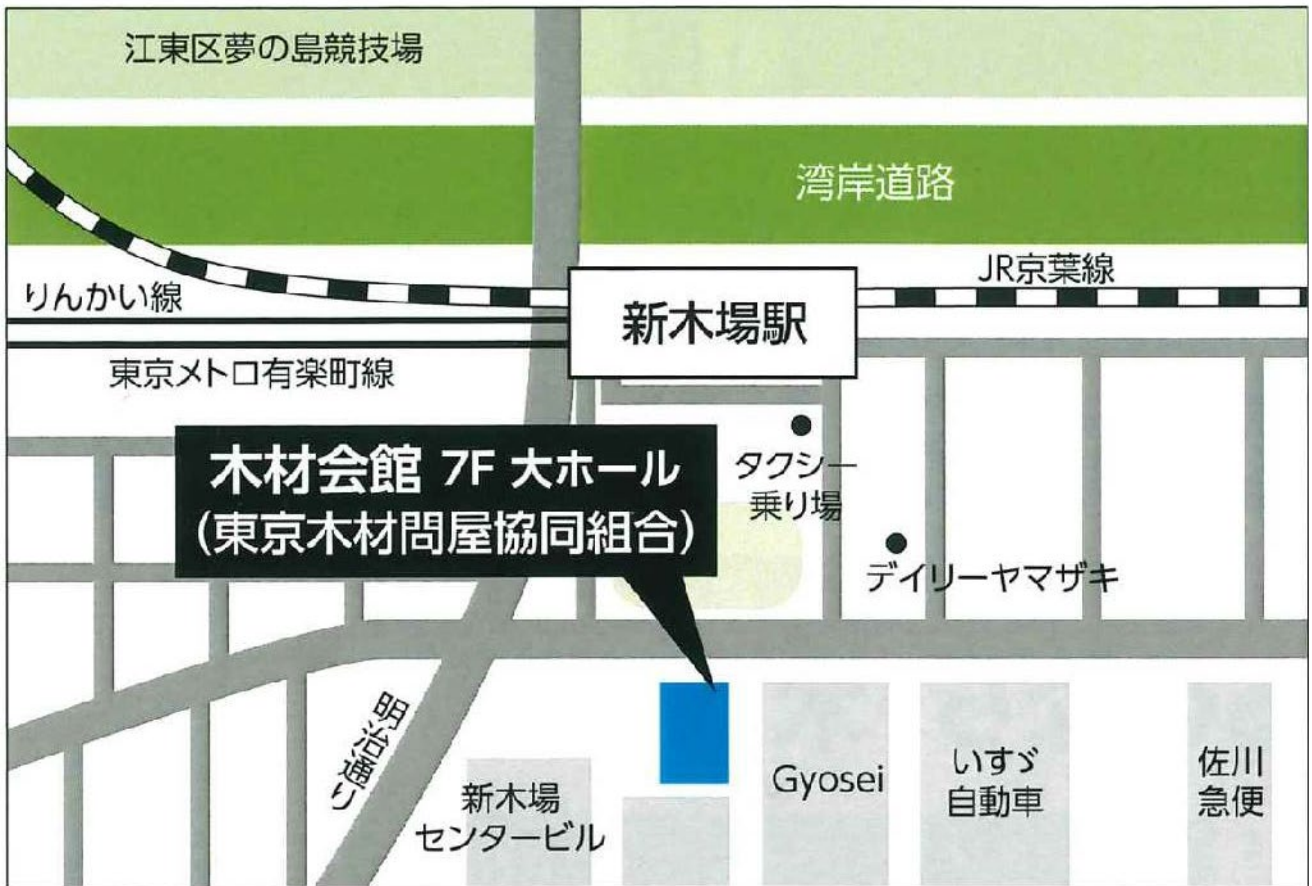 江東区夢の島競技場
湾岸道路
JR京葉線
りんかい線
新木場駅
東京メトロ有楽町線
木材会館 7F 大ホール
(東京木材問屋協同組合)
タクシー
乗り場
デイリーヤマザキ
明治通り
新木場
センタービル
Gyosei
いすゞ
自動車
佐川
急便